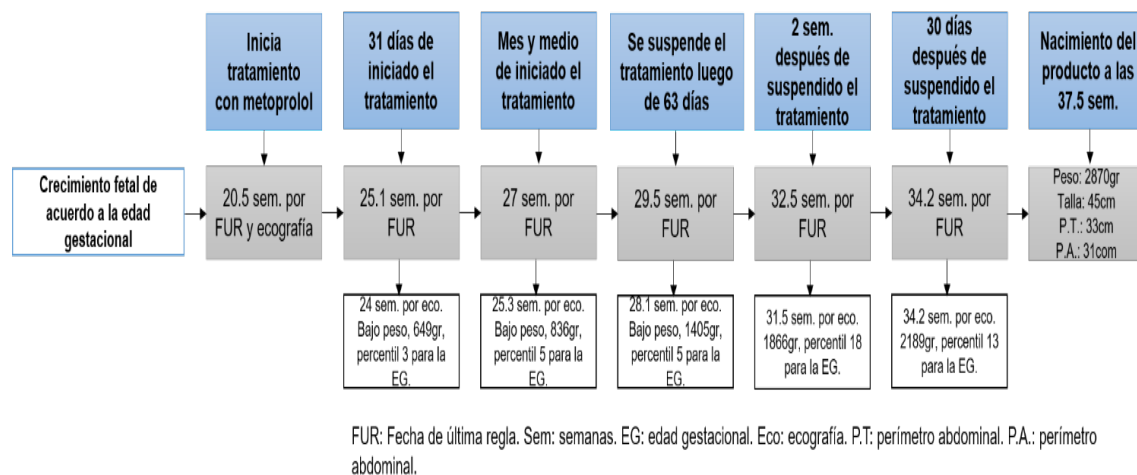 Inicia
tratamiento
con metoprolol
31 días de
iniciado el
tratamiento
Mes y medio
de iniciado el
tratamiento
Se suspende el
tratamiento luego
de 63 días
2 sem.
después de
suspendido el
tratamiento
30 días
después de
suspendido el
tratamiento
Nacimiento del
producto a las
37.5 sem.
Crecimiento fetal de
acuerdo a la edad
gestacional
20.5 sem. por
FUR y ecografía
25.1 sem. por
FUR
27 sem. por
FUR
29.5 sem. por
FUR
32.5 sem. por
FUR
34.2 sem. por
FUR
Peso: 2870gr
Talla: 45cm
P.T.: 33cm
P.A.: 31com
24 sem. por eco.
Bajo peso, 649gr,
percentil 3 para la
EG.
25.3 sem. por eco.
Bajo peso, 836gr,
percentil 5 para la
EG.
28.1 sem. por eco.
Bajo peso, 1405gr,
percentil 5 para la
EG.
31.5 sem. por eco.
1866gr, percentil 18
para la EG.
34.2 sem. por eco.
2189gr, percentil 13
para la EG.
FUR: Fecha de última regla. Sem: semanas. EG: edad gestacional. Eco: ecografía. P.T: perímetro abdominal. P.A.: perímetro
abdominal.